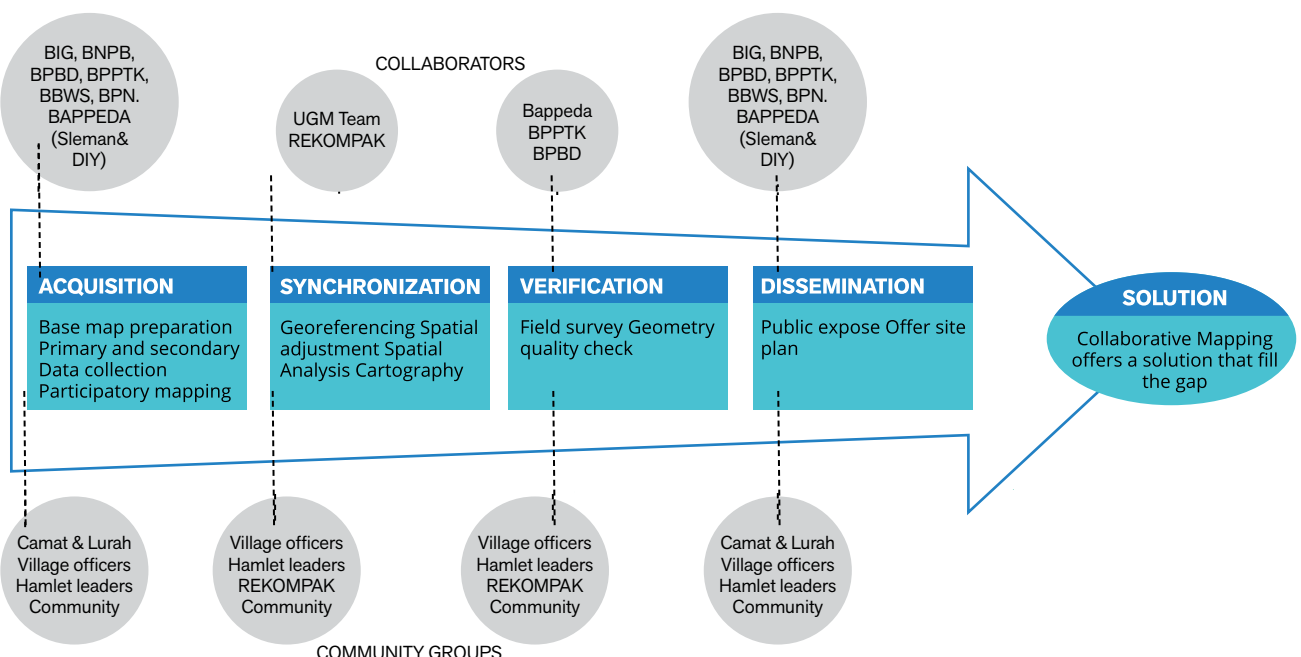 COLLABORATORS
BIG, BNPB,
BPBD, BPPTK,
BBWS, BPN.
BAPPEDA
(Sleman&
DIY)
UGM Team
REKOMPAK
Bappeda
BPPTK
BPBD
BIG, BNPB,
BPBD, BPPTK,
BBWS, BPN.
BAPPEDA
(Sleman&
DIY)
ACQUISITION
Base map preparation
Primary and secondary
Data collection
Participatory mapping
SYNCHRONIZATION
Georeferencing Spatial
adjustment Spatial
Analysis Cartography
VERIFICATION
Field survey Geometry
quality check
DISSEMINATION
Public expose Offer site
plan
SOLUTION
Collaborative Mapping
offers a solution that fill
the gap
Camat & Lurah
Village officers
Hamlet leaders
Community
Village officers
Hamlet leaders
REKOMPAK
Community
Village officers
Hamlet leaders
REKOMPAK
Community
Camat & Lurah
Village officers
Hamlet leaders
Community
COMMUNITY GROUPS